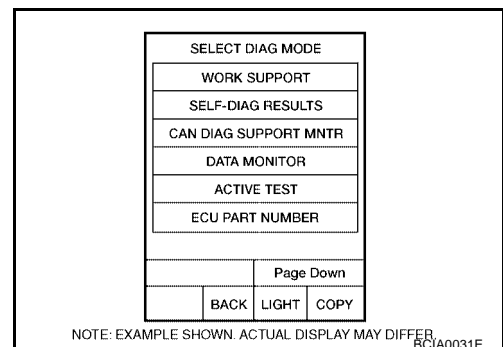 SELECT DIAG MODE
WORK SUPPORT
SELF-DIAG RESULTS
CAN DIAG SUPPORT MNTR
DATA MONITOR
ACTIVE TEST
ECU PART NUMBER
Page Down
BACK LIGHT COPY
NOTE: EXAMPLE SHOWN. ACTUAL DISPLAY MAY DIFFER.
BCIA0031E